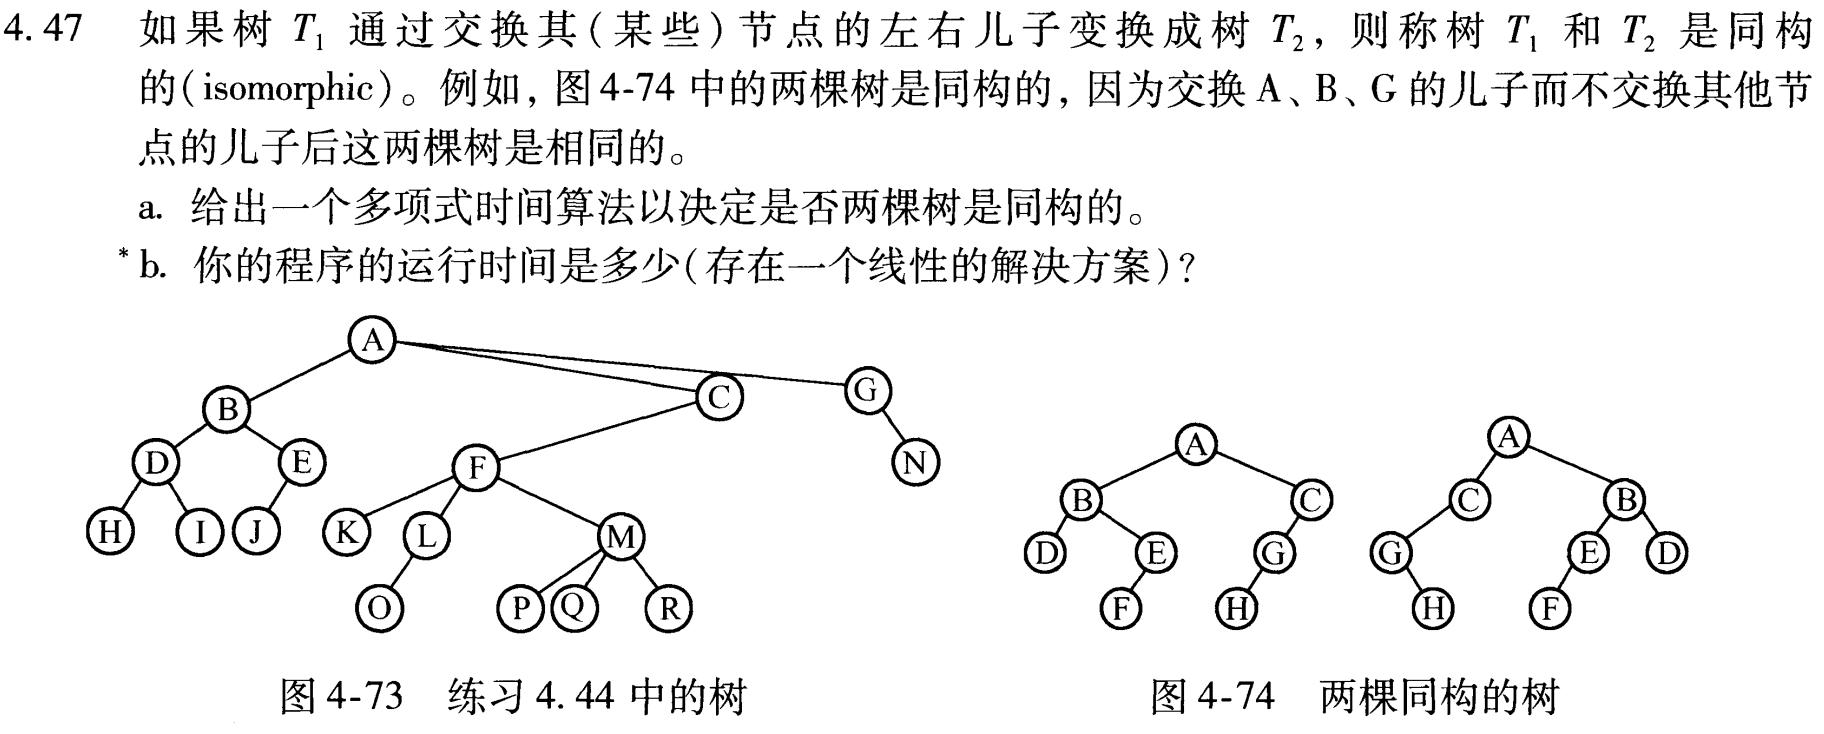 4.47 如果树 T₁ 通过交换其(某些)节点的左右儿子变换成树 T₂, 则称树 T₁ 和 T₂ 是同构
的(isomorphic)。例如, 图 4-74 中的两棵树是同构的, 因为交换 A、B、G 的儿子而不交换其他节
点的儿子后这两棵树是相同的。
a. 给出一个多项式时间算法以决定是否两棵树是同构的。
*b. 你的程序的运行时间是多少(存在一个线性的解决方案)?
A
B C G
D E F N
H I J K L M
O P Q R
图 4-73 练习 4.44 中的树
A
B C
D E G
F H
A
C B
G E D
H F
图 4-74 两棵同构的树